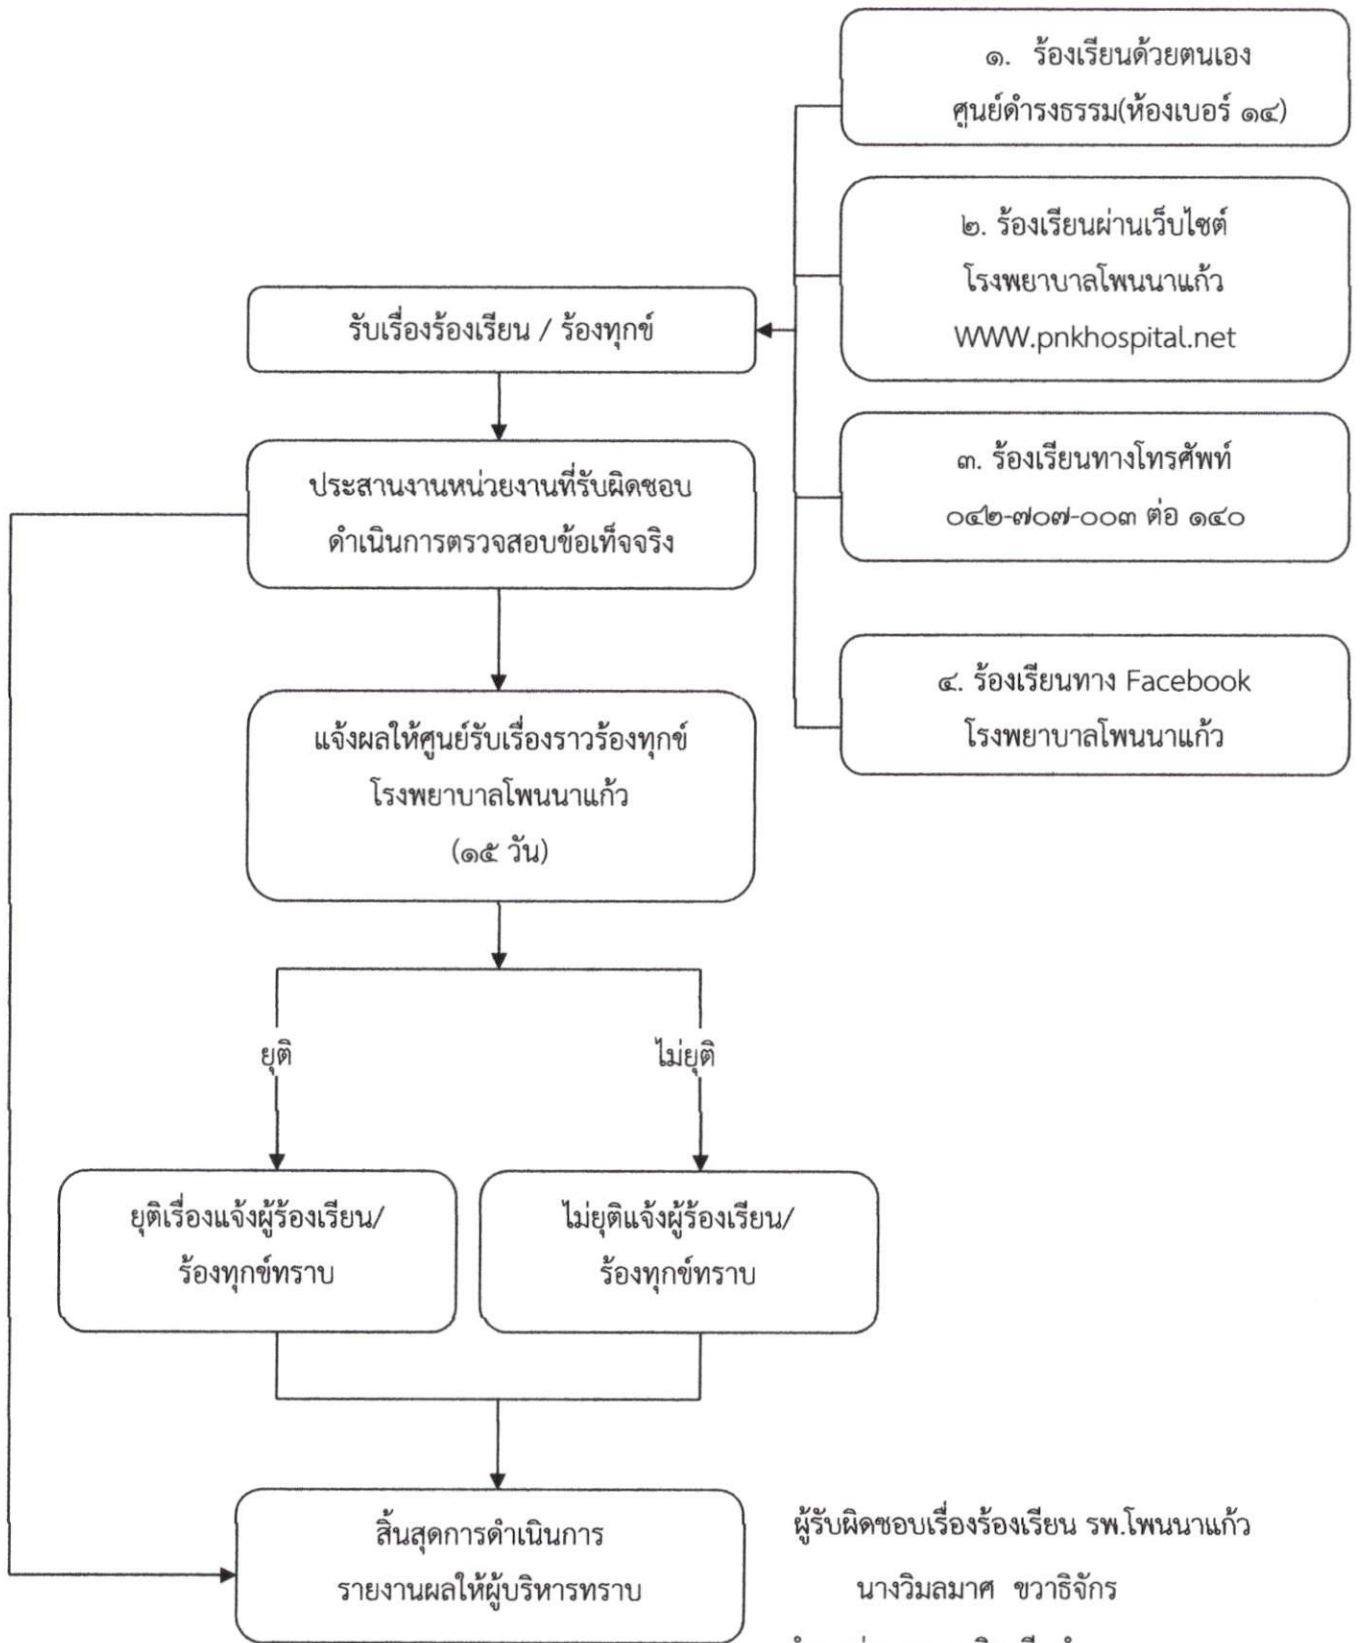 ๑. ร้องเรียนด้วยตนเอง
ศูนย์ดำรงธรรม(ห้องเบอร์ ๑๔)
๒. ร้องเรียนผ่านเว็บไซต์
โรงพยาบาลโพนนาแก้ว
WWW.pnkhospital.net
๓. ร้องเรียนทางโทรศัพท์
๐๔๒-๗๐๗-๐๐๓ ต่อ ๑๔๐
๔. ร้องเรียนทาง Facebook
โรงพยาบาลโพนนาแก้ว
รับเรื่องร้องเรียน / ร้องทุกข์
ประสานงานหน่วยงานที่รับผิดชอบ
ดำเนินการตรวจสอบข้อเท็จจริง
แจ้งผลให้ศูนย์รับเรื่องราวร้องทุกข์
โรงพยาบาลโพนนาแก้ว
(๑๕ วัน)
ยุติ
ไม่ยุติ
ยุติเรื่องแจ้งผู้ร้องเรียน/
ร้องทุกข์ทราบ
ไม่ยุติแจ้งผู้ร้องเรียน/
ร้องทุกข์ทราบ
สิ้นสุดการดำเนินการ
รายงานผลให้ผู้บริหารทราบ
ผู้รับผิดชอบเรื่องร้องเรียน รพ.โพนนาแก้ว
นางวิมลมาศ ขวาธิจักร